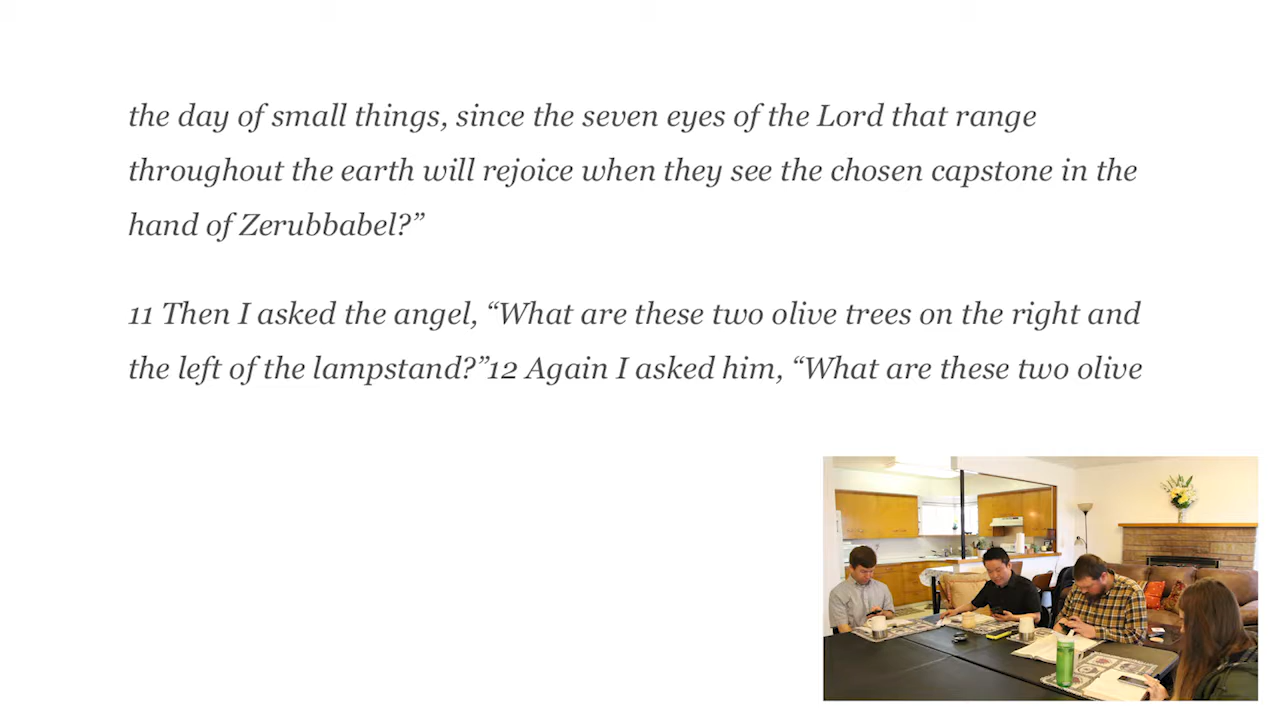 the day of small things, since the seven eyes of the Lord that range
throughout the earth will rejoice when they see the chosen capstone in the
hand of Zerubbabel?”
11 Then I asked the angel, “What are these two olive trees on the right and
the left of the lampstand?”12 Again I asked him, “What are these two olive